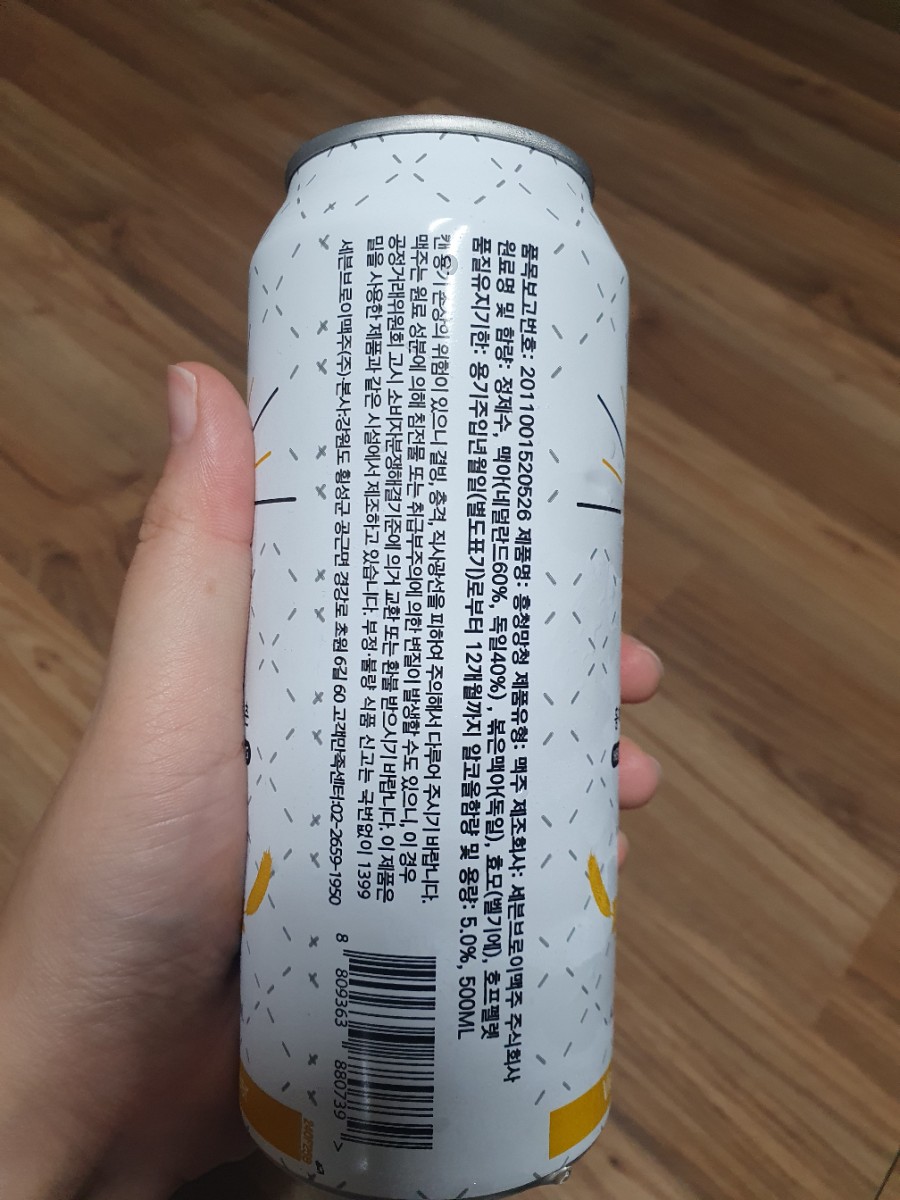 품목보고번호: 201100152０526 제품명: 흥청망청 제품유형: 맥주 제조회사: 세븐브로이맥주 주식회사
원료명 및 함량: 정제수, 맥아(네덜란드60%, 독일40%) , 볶은맥아(독일), 효모(벨기에), 호프펠렛
품질유지기한: 용기주입년월일(별도표기)로부터 12개월까지 알코올함량 및 용량: 5.0%, 500ML
캔 용기 손상의 위험이 있으니 결빙, 충격, 직사광선을 피하여 주의해서 다루어 주시기 바랍니다.
맥주는 원료 성분에 의해 침전물 또는 취급부주의에 의한 변질이 발생할 수도 있으니, 이 경우
공정거래위원회 고시 소비자분쟁해결기준에 의거 교환 또는 환불 받으시기 바랍니다. 이 제품은
밀을 사용한 제품과 같은 시설에서 제조하고 있습니다. 부정·불량 식품 신고는 국번없이 1399
세븐브로이맥주(주)·본사:강원도 횡성군 공근면 경강로 초원 6길 60 고객만족센터:02-2659-1950
8 809363 880739 >